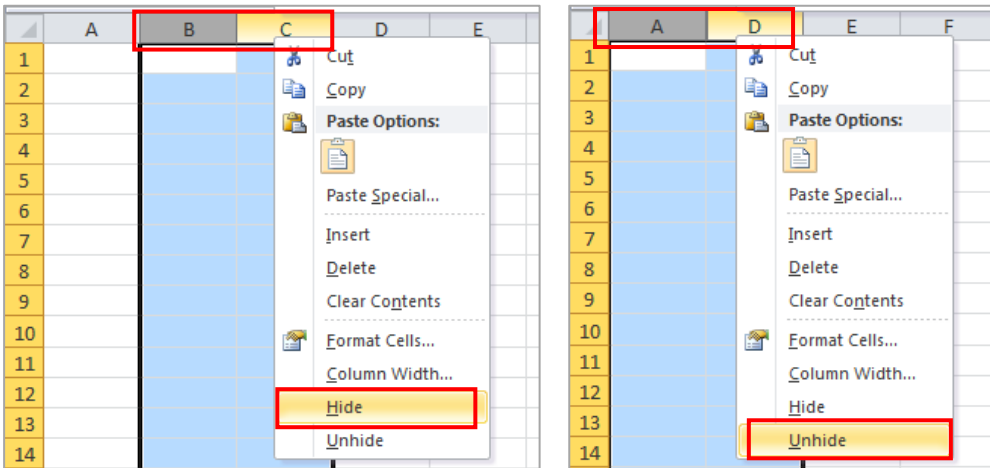 A B C D E
1
2
3
4
5
6
7
8
9
10
11
12
13
14
Cut
Copy
Paste Options:
Paste Special...
Insert
Delete
Clear Contents
Format Cells...
Column Width...
Hide
Unhide
A D E F
1
2
3
4
5
6
7
8
9
10
11
12
13
14
Cut
Copy
Paste Options:
Paste Special...
Insert
Delete
Clear Contents
Format Cells...
Column Width...
Hide
Unhide